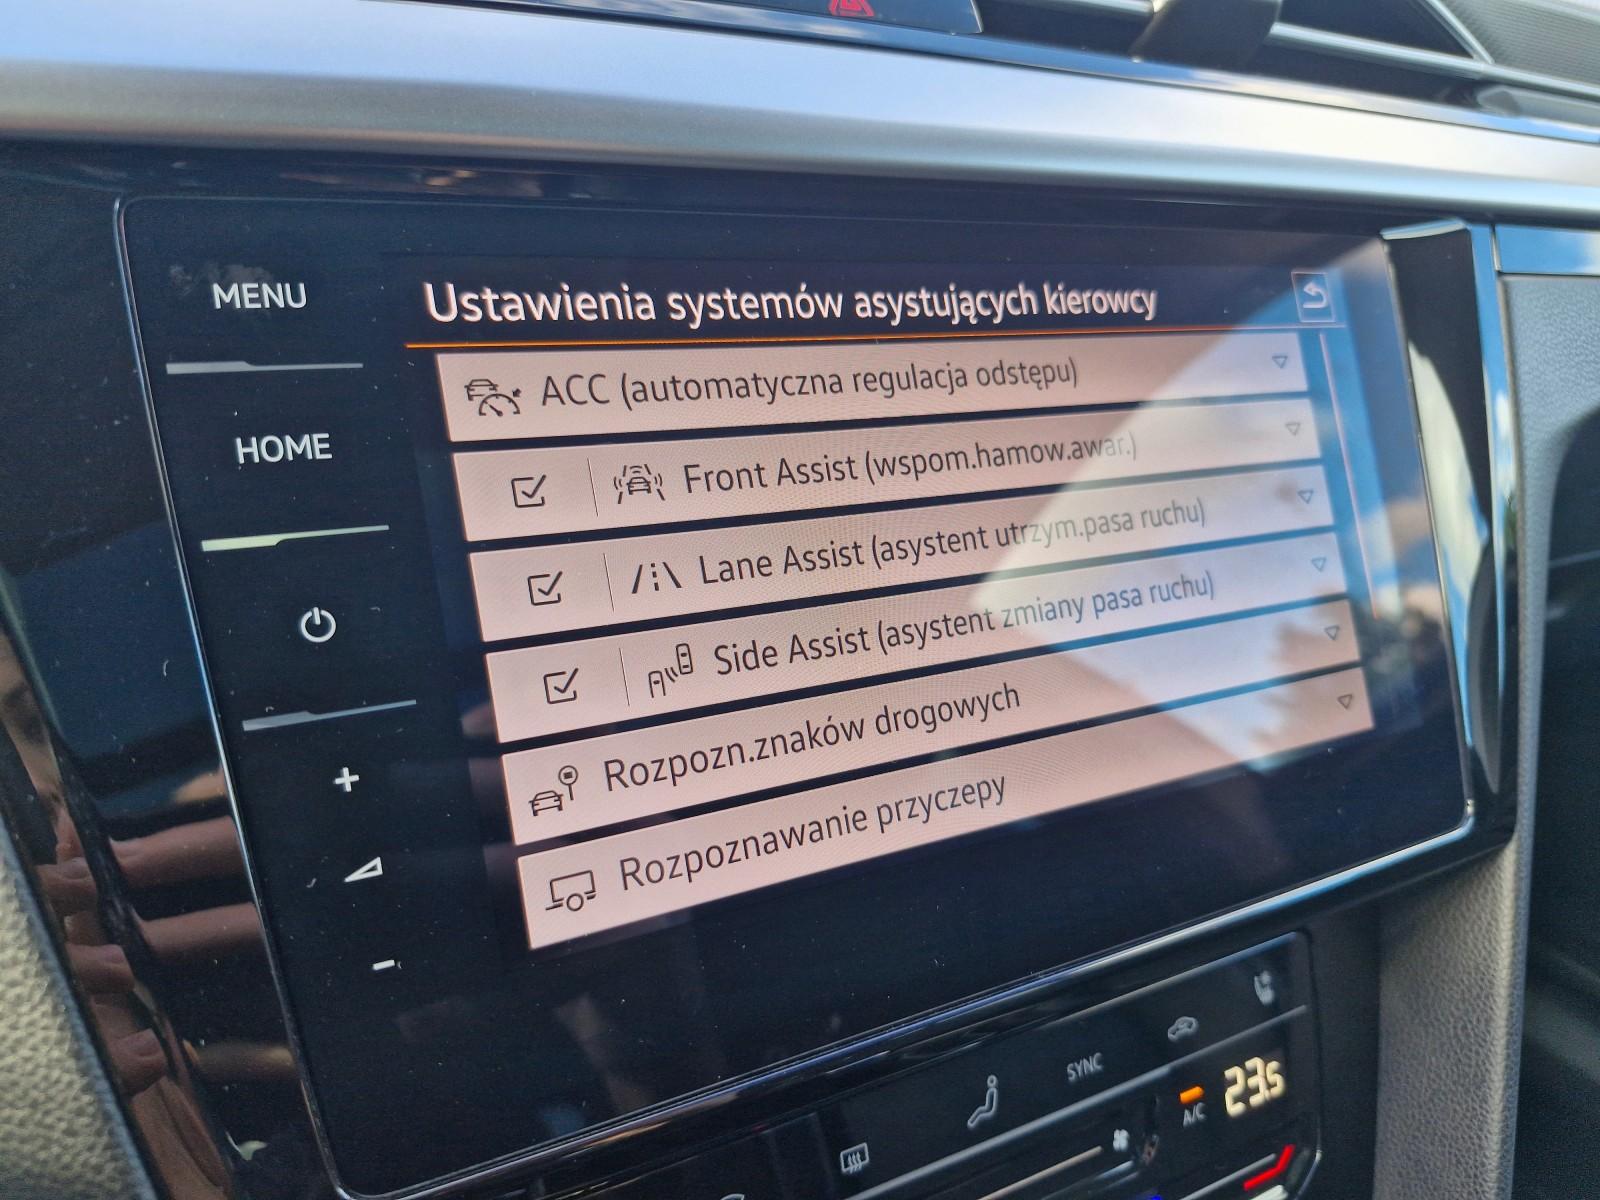 MENU
HOME
Ustawienia systemów asystujących kierowcy
ACC (automatyczna regulacja odstępu)
Front Assist (wspom.hamow.awar.)
Lane Assist (asystent utrzym.pasa ruchu)
Side Assist (asystent zmiany pasa ruchu)
Rozpozn.znaków drogowych
Rozpoznawanie przyczepy
+
-
SYNC
A/C
23.5